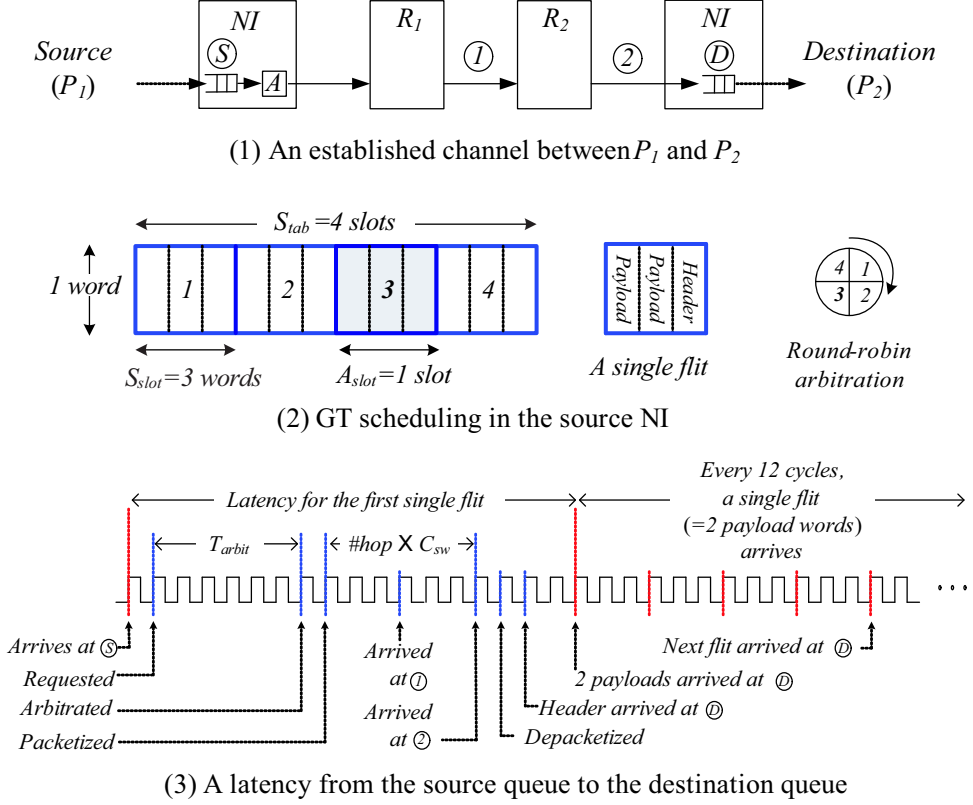 NI
R1
R2
NI
Source
(P1)
S
A
1
2
D
Destination
(P2)
(1) An established channel between P1 and P2
Stab =4 slots
1 word
1
2
3
4
Sslot=3 words
Aslot=1 slot
Payload
Payload
Header
A single flit
4 1
3 2
Round-robin
arbitration
(2) GT scheduling in the source NI
Latency for the first single flit
Every 12 cycles,
a single flit
(=2 payload words)
arrives
Tarbit
#hop X Csw
Arrives at S
Requested
Arbitrated
Packetized
Arrived
at 1
Arrived
at 2
Next flit arrived at D
2 payloads arrived at D
Header arrived at D
Depacketized
(3) A latency from the source queue to the destination queue